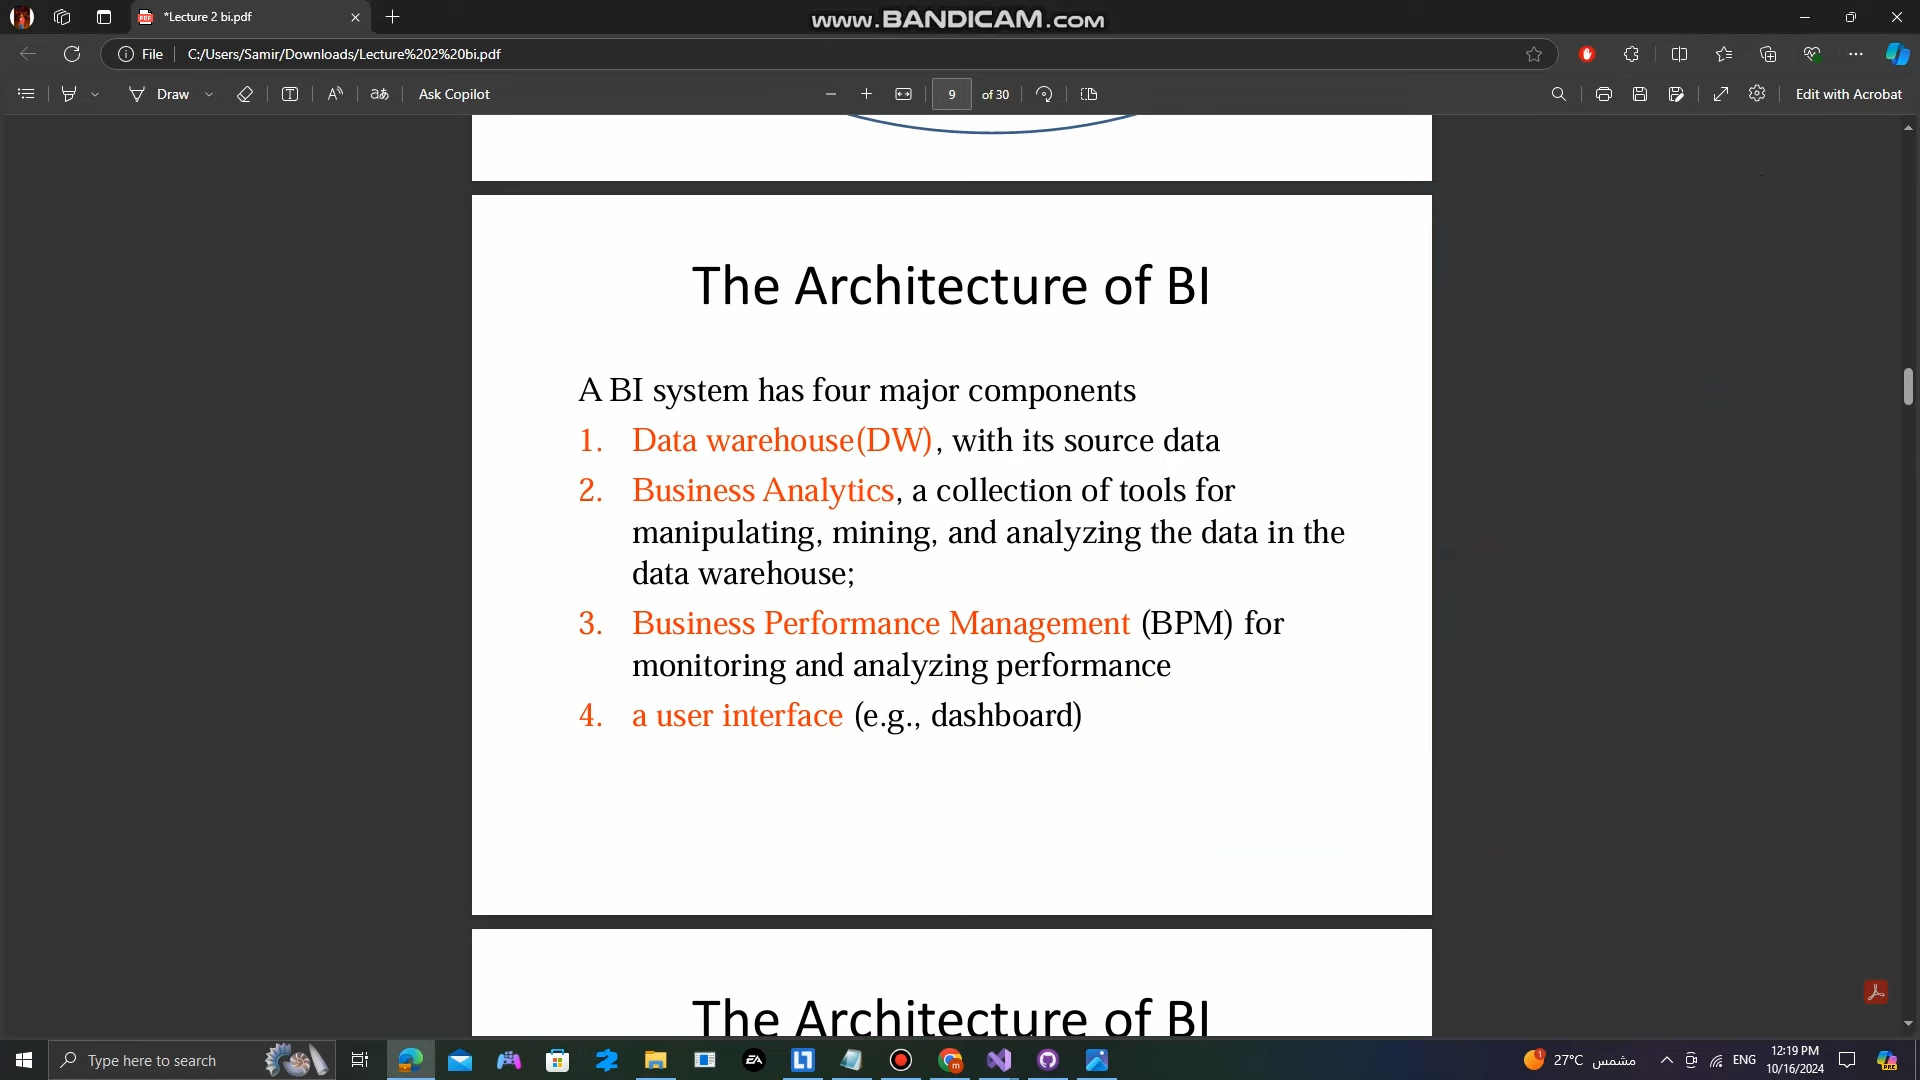 *Lecture 2 bi.pdf
www.BANDICAM.com
File
C:/Users/Samir/Downloads/Lecture%202%20bi.pdf
Draw
aあ
Ask Copilot
9
of 30
Edit with Acrobat
The Architecture of BI
A BI system has four major components
1. Data warehouse(DW), with its source data
2. Business Analytics, a collection of tools for
manipulating, mining, and analyzing the data in the
data warehouse;
3. Business Performance Management (BPM) for
monitoring and analyzing performance
4. a user interface (e.g., dashboard)
The Architecture of BI
Type here to search
27°C مشمس
ENG
12:19 PM
10/16/2024